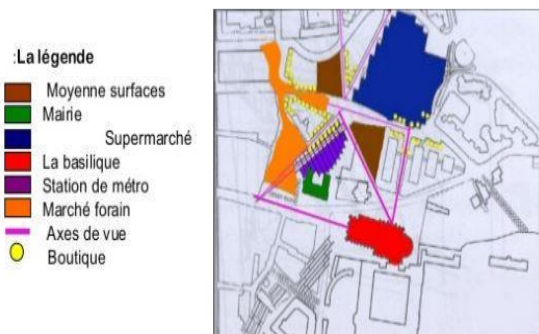 :La légende
Moyenne surfaces
Mairie
Supermarché
La basilique
Station de métro
Marché forain
Axes de vue
Boutique